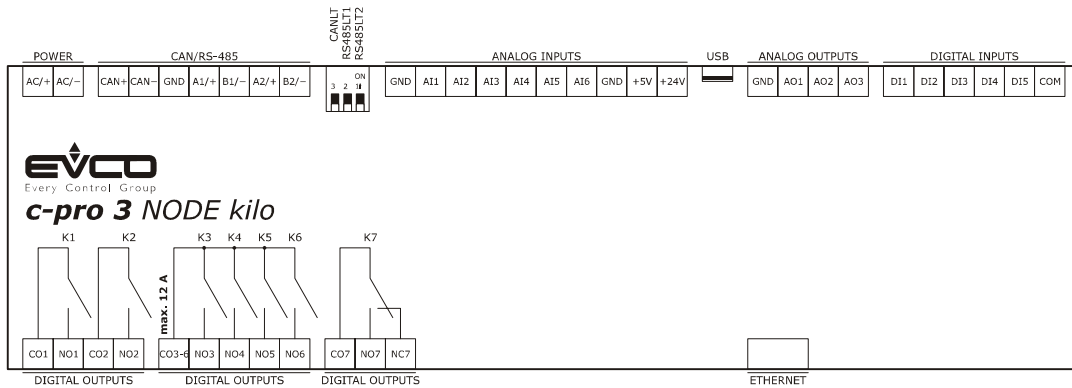 CANLT
RS485LT1
RS485LT2
POWER
CAN/RS-485
ANALOG INPUTS
USB
ANALOG OUTPUTS
DIGITAL INPUTS
AC/+ AC/-
CAN+ CAN- GND A1/+ B1/- A2/+ B2/-
ON
3 2 1
GND AI1 AI2 AI3 AI4 AI5 AI6 GND +5V +24V
GND AO1 AO2 AO3
DI1 DI2 DI3 DI4 DI5 COM
EVCO
Every Control Group
c-pro 3 NODE kilo
K1 K2 K3 K4 K5 K6 K7
max. 12 A
CO1 NO1 CO2 NO2
CO3-6 NO3 NO4 NO5 NO6
CO7 NO7 NC7
DIGITAL OUTPUTS
DIGITAL OUTPUTS
DIGITAL OUTPUTS
ETHERNET